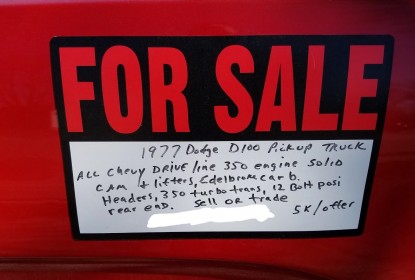 FOR SALE
1977 Dodge D100 Pickup TRUCK
ALL Chevy DRIVE line 350 engine Solid
CAM + lifters, Edelbroke carb.
Headers, 350 turbo trans, 12 Bolt posi
rear end. Sell OR trade
5K/offer